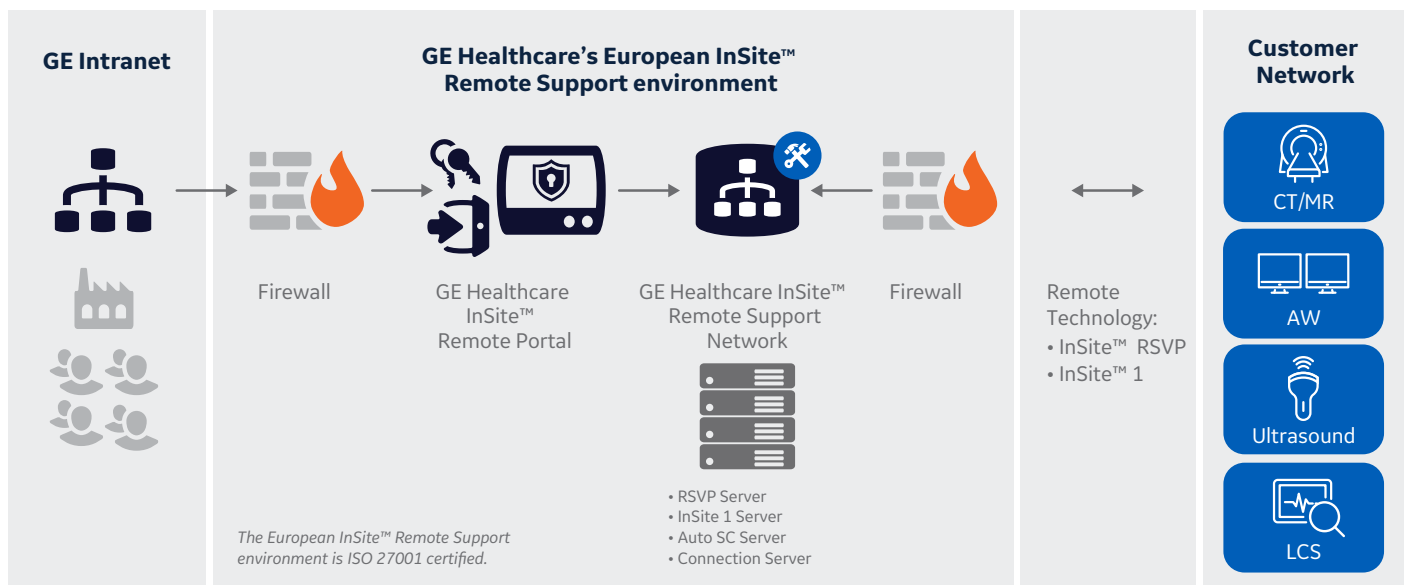 GE Intranet
GE Healthcare’s European InSite™
Remote Support environment
Customer
Network
Firewall
GE Healthcare
InSite™
Remote Portal
GE Healthcare InSite™
Remote Support
Network
Firewall
Remote
Technology:
• InSite™ RSVP
• InSite™ 1
CT/MR
AW
Ultrasound
LCS
• RSVP Server
• InSite 1 Server
• Auto SC Server
• Connection Server
The European InSite™ Remote Support
environment is ISO 27001 certified.